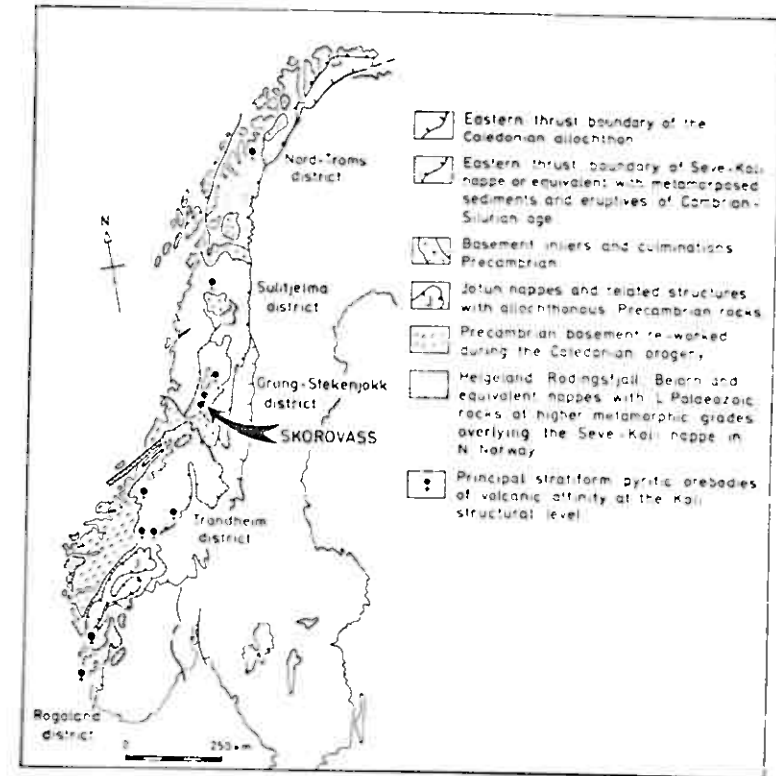 Nord-Troms
district
N
Sulitjelma
district
Grong-Stekenjokk
district
SKOROVASS
Trondheim
district
Rogaland
district
0 250 km
Eastern thrust boundary of the
Caledonian allochthon
Eastern thrust boundary of Seve-Koli
nappe or equivalent with metamorposed
sediments and eruptives of Cambrian-
Silurian age
Basement inliers and culminations
Precambrian
Jotun nappes and related structures
with allochthonous Precambrian rocks
Precambrian basement re-worked
during the Caledonian orogeny
Helgeland Rodingsfjall Beiarn and
equivalent nappes with L Palaeozoic
rocks at higher metamorphic grades
overlying the Seve-Koli nappe in
N Norway
Principal stratiform pyritic orebodies
of volcanic affinity at the Koli
structural level